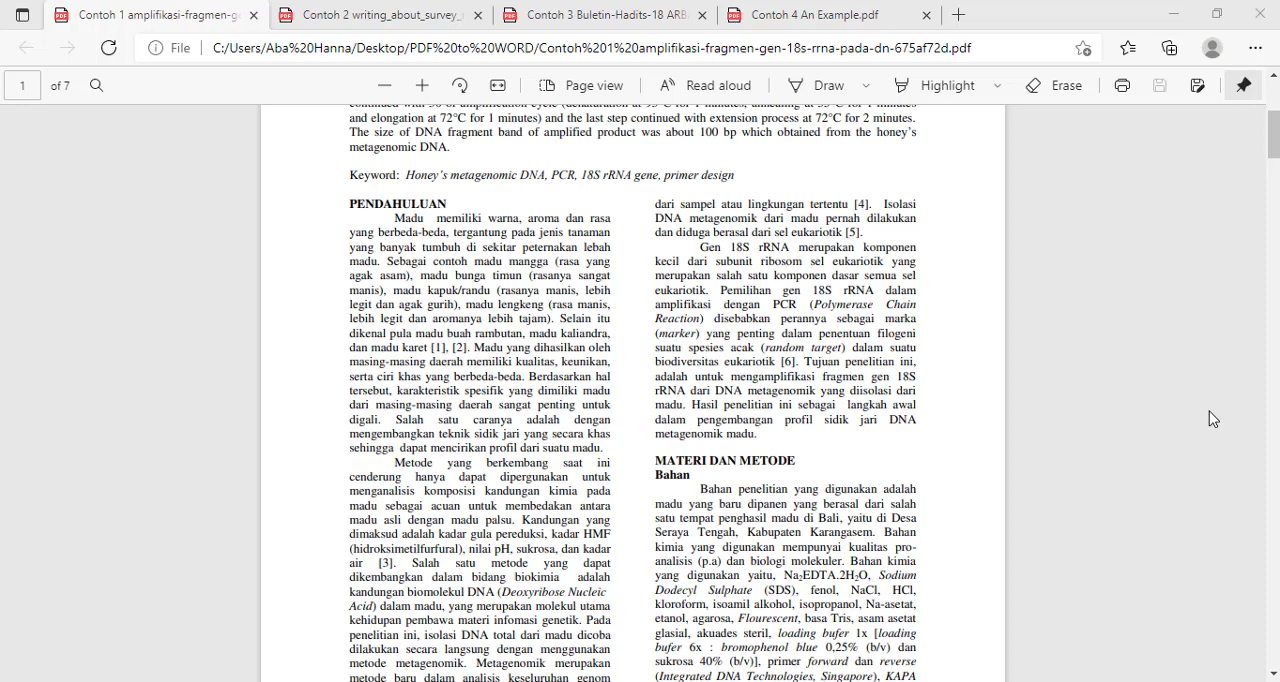 Contoh 1 amplifikasi-fragmen-g
Contoh 2 writing_about_survey_
Contoh 3 Buletin-Hadits-18 ARB
Contoh 4 An Example.pdf
File
C:/Users/Aba%20Hanna/Desktop/PDF%20to%20WORD/Contoh%201%20amplifikasi-fragmen-gen-18s-rrna-pada-dn-675af72d.pdf
1 of 7
Page view
Read aloud
Draw
Highlight
Erase
and elongation at 72°C for 1 minutes) and the last step continued with extension process at 72°C for 2 minutes.
The size of DNA fragment band of amplified product was about 100 bp which obtained from the honey's
metagenomic DNA.
Keyword: Honey's metagenomic DNA, PCR, 18S rRNA gene, primer design
PENDAHULUAN
Madu memiliki warna, aroma dan rasa
yang berbeda-beda, tergantung pada jenis tanaman
yang banyak tumbuh di sekitar peternakan lebah
madu. Sebagai contoh madu mangga (rasa yang
agak asam), madu bunga timun (rasanya sangat
manis), madu kapuk/randu (rasanya manis, lebih
legit dan agak gurih), madu lengkeng (rasa manis,
lebih legit dan aromanya lebih tajam). Selain itu
dikenal pula madu buah rambutan, madu kaliandra,
dan madu karet [1], [2]. Madu yang dihasilkan oleh
masing-masing daerah memiliki kualitas, keunikan,
serta ciri khas yang berbeda-beda. Berdasarkan hal
tersebut, karakteristik spesifik yang dimiliki madu
dari masing-masing daerah sangat penting untuk
digali. Salah satu caranya adalah dengan
mengembangkan teknik sidik jari yang secara khas
sehingga dapat mencirikan profil dari suatu madu.
Metode yang berkembang saat ini
cenderung hanya dapat dipergunakan untuk
menganalisis komposisi kandungan kimia pada
madu sebagai acuan untuk membedakan antara
madu asli dengan madu palsu. Kandungan yang
dimaksud adalah kadar gula pereduksi, kadar HMF
(hidroksimetilfurfural), nilai pH, sukrosa, dan kadar
air [3]. Salah satu metode yang dapat
dikembangkan dalam bidang biokimia adalah
kandungan biomolekul DNA (Deoxyribose Nucleic
Acid) dalam madu, yang merupakan molekul utama
kehidupan pembawa materi infomasi genetik. Pada
penelitian ini, isolasi DNA total dari madu dicoba
dilakukan secara langsung dengan menggunakan
metode metagenomik. Metagenomik merupakan
metode baru dalam analisis keseluruhan genom
dari sampel atau lingkungan tertentu [4]. Isolasi
DNA metagenomik dari madu pernah dilakukan
dan diduga berasal dari sel eukariotik [5].
Gen 18S rRNA merupakan komponen
kecil dari subunit ribosom sel eukariotik yang
merupakan salah satu komponen dasar semua sel
eukariotik. Pemilihan gen 18S rRNA dalam
amplifikasi dengan PCR (Polymerase Chain
Reaction) disebabkan perannya sebagai marka
(marker) yang penting dalam penentuan filogeni
suatu spesies acak (random target) dalam suatu
biodiversitas eukariotik [6]. Tujuan penelitian ini,
adalah untuk mengamplifikasi fragmen gen 18S
rRNA dari DNA metagenomik yang diisolasi dari
madu. Hasil penelitian ini sebagai langkah awal
dalam pengembangan profil sidik jari DNA
metagenomik madu.
MATERI DAN METODE
Bahan
Bahan penelitian yang digunakan adalah
madu yang baru dipanen yang berasal dari salah
satu tempat penghasil madu di Bali, yaitu di Desa
Seraya Tengah, Kabupaten Karangasem. Bahan
kimia yang digunakan mempunyai kualitas pro-
analisis (p.a) dan biologi molekuler. Bahan kimia
yang digunakan yaitu, Na₂EDTA.2H₂O, Sodium
Dodecyl Sulphate (SDS), fenol, NaCl, HCl,
kloroform, isoamil alkohol, isopropanol, Na-asetat,
etanol, agarosa, Flourescent, basa Tris, asam asetat
glasial, akuades steril, loading bufer 1x [loading
bufer 6x : bromophenol blue 0,25% (b/v) dan
sukrosa 40% (b/v)], primer forward dan reverse
(Integrated DNA Technologies, Singapore), KAPA